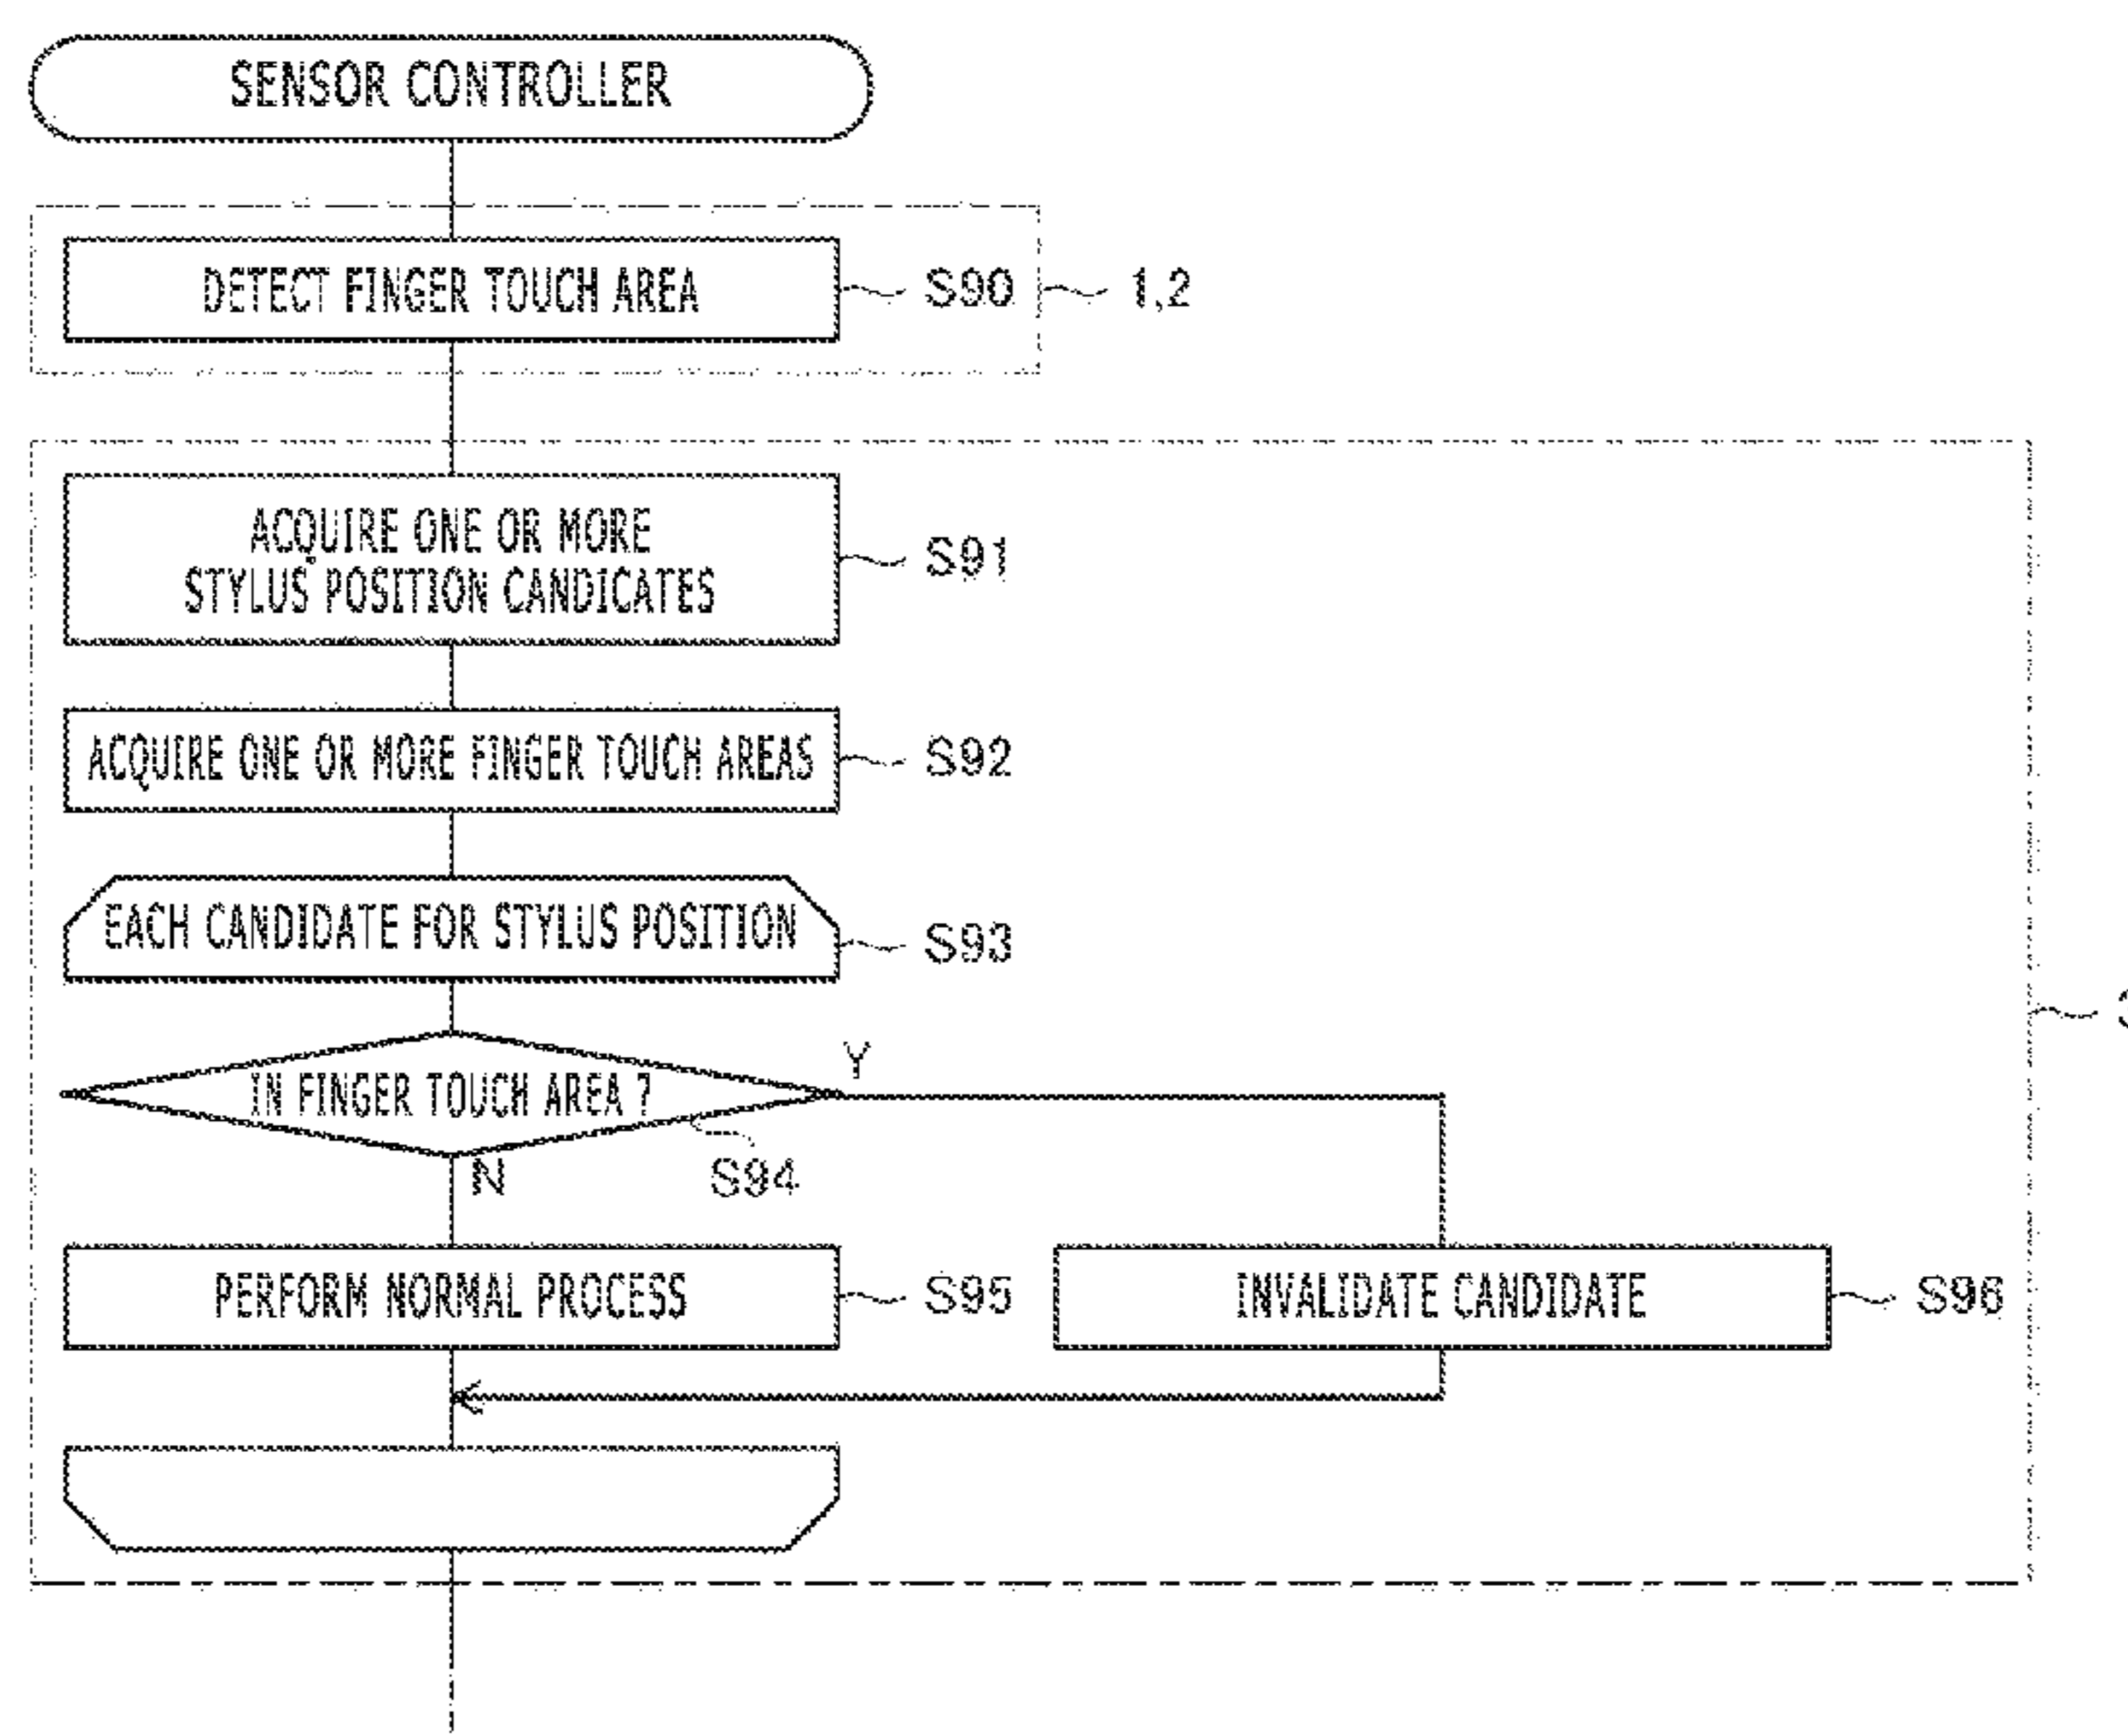 SENSOR CONTROLLER
DETECT FINGER TOUCH AREA
S90
1,2
ACQUIRE ONE OR MORE
STYLUS POSITION CANDICATES
S91
ACQUIRE ONE OR MORE FINGER TOUCH AREAS
S92
EACH CANDIDATE FOR STYLUS POSITION
S93
IN FINGER TOUCH AREA ?
Y
N
S94
PERFORM NORMAL PROCESS
S95
INVALIDATE CANDIDATE
S96